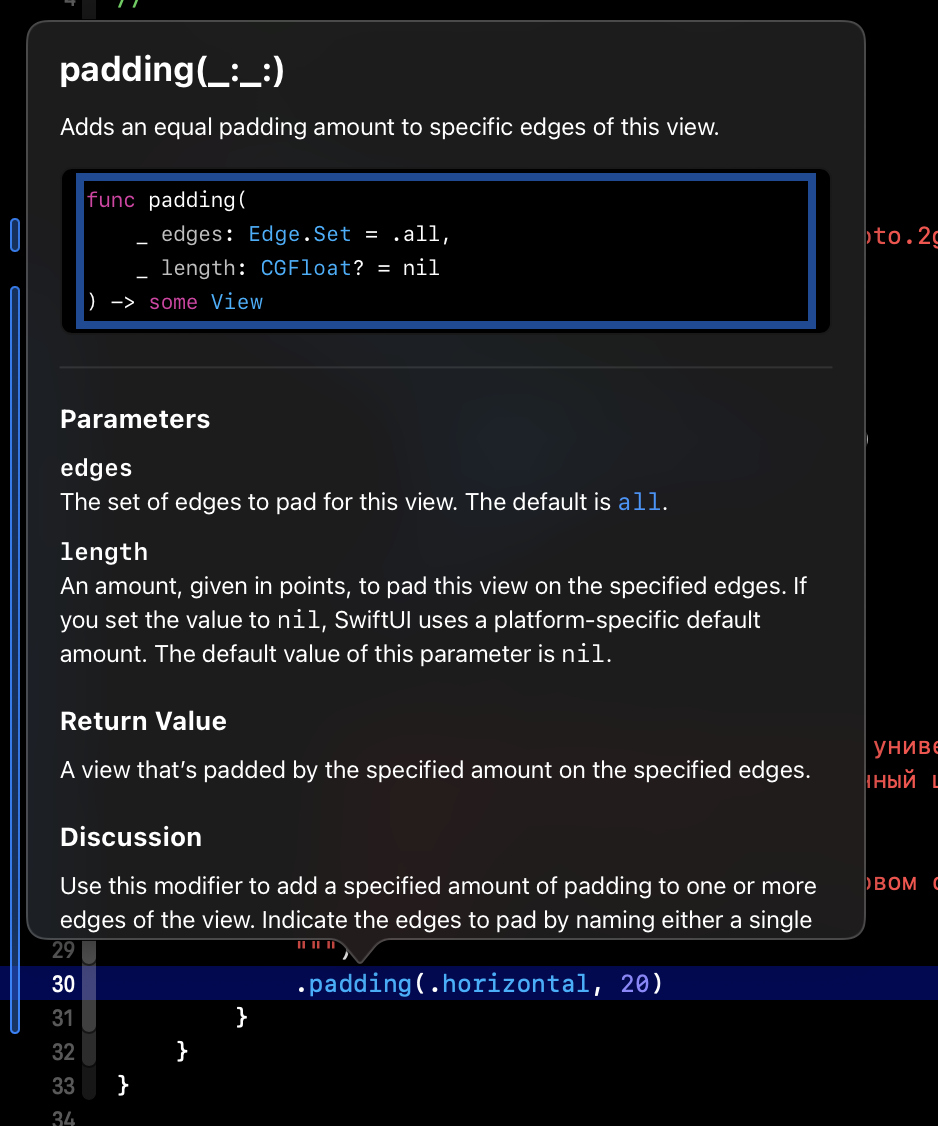 4 //
padding(_:_:)
Adds an equal padding amount to specific edges of this view.
func padding(
_ edges: Edge.Set = .all,
_ length: CGFloat? = nil
) -> some View
Parameters
edges
The set of edges to pad for this view. The default is all.
)
length
An amount, given in points, to pad this view on the specified edges. If
you set the value to nil, SwiftUI uses a platform-specific default
amount. The default value of this parameter is nil.
Return Value
A view that’s padded by the specified amount on the specified edges.
Discussion
Use this modifier to add a specified amount of padding to one or more
edges of the view. Indicate the edges to pad by naming either a single
29 """)
30 .padding(.horizontal, 20)
31 }
32 }
33 }
34